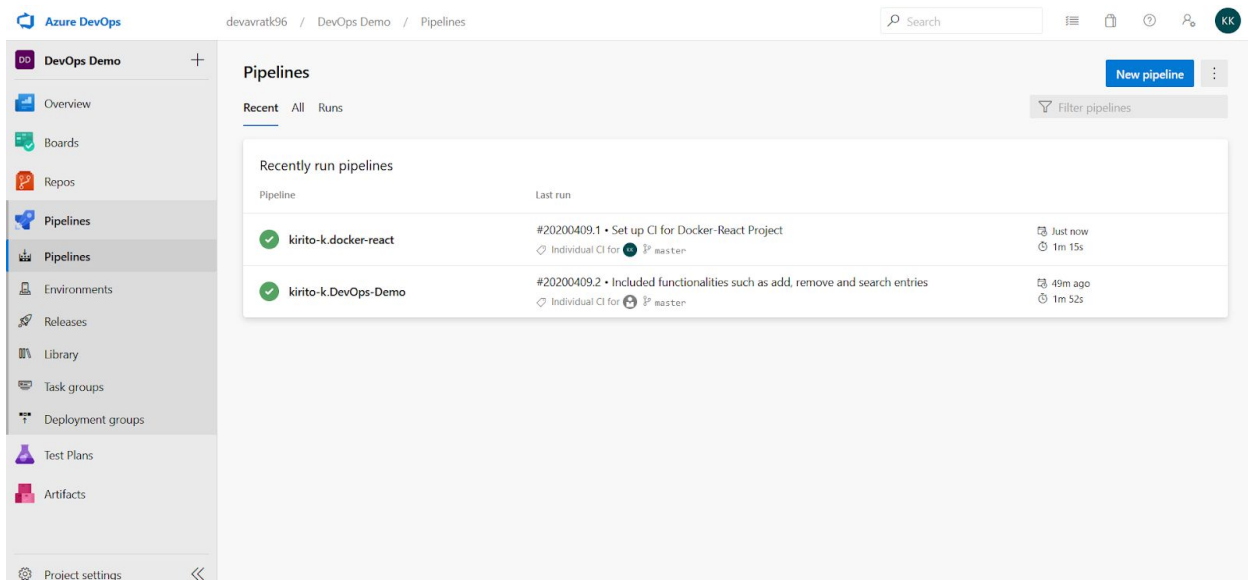 Azure DevOps
devavratk96 / DevOps Demo / Pipelines
Search
KK
DD DevOps Demo
Overview
Boards
Repos
Pipelines
Pipelines
Environments
Releases
Library
Task groups
Deployment groups
Test Plans
Artifacts
Project settings
Pipelines
New pipeline
Recent All Runs
Filter pipelines
Recently run pipelines
Pipeline Last run
kirito-k.docker-react
#20200409.1 • Set up CI for Docker-React Project
Individual CI for KK master
Just now
1m 15s
kirito-k.DevOps-Demo
#20200409.2 • Included functionalities such as add, remove and search entries
Individual CI for master
49m ago
1m 52s